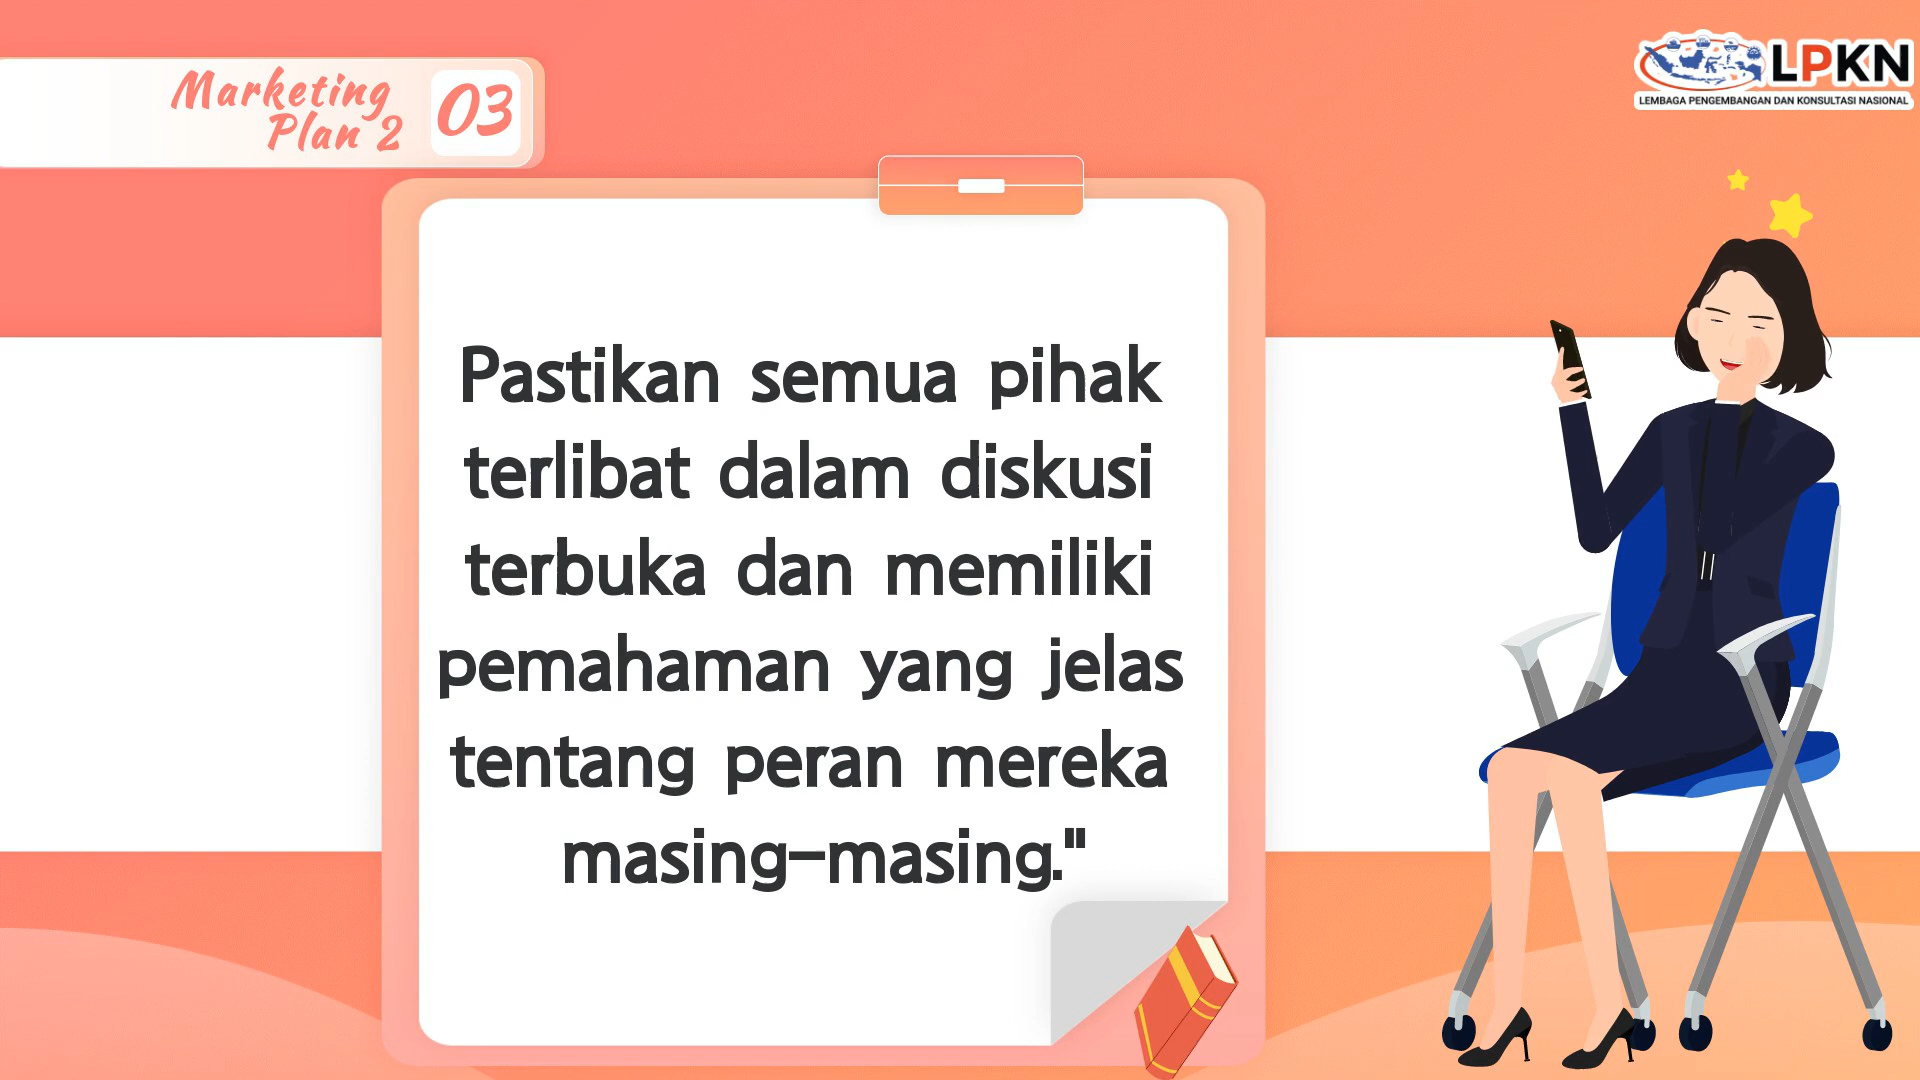 Marketing
Plan 2
03
LPKN
LEMBAGA PENGEMBANGAN DAN KONSULTASI NASIONAL
Pastikan semua pihak
terlibat dalam diskusi
terbuka dan memiliki
pemahaman yang jelas
tentang peran mereka
masing-masing."